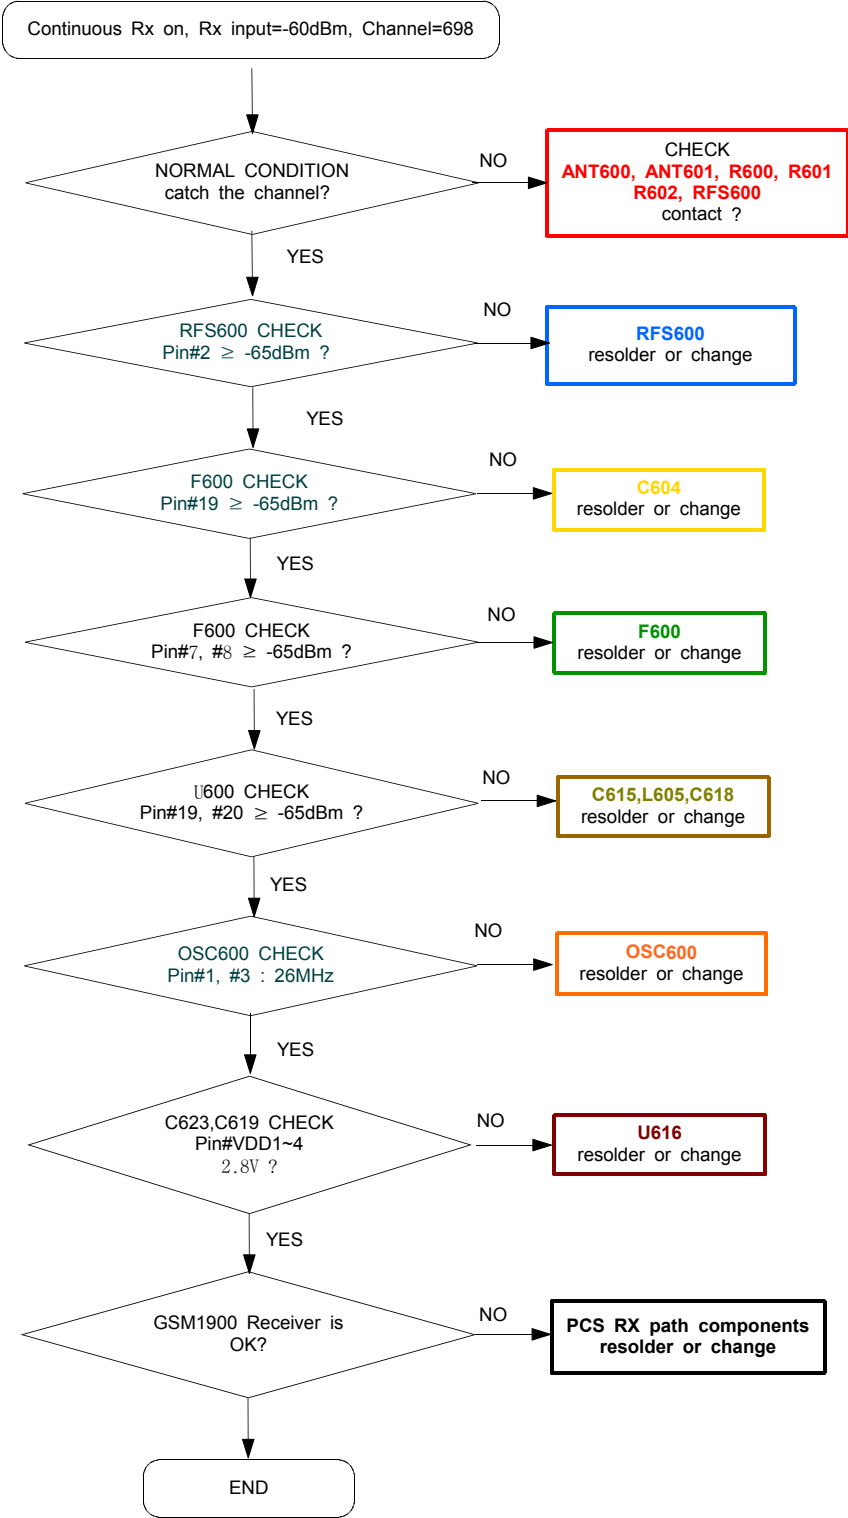 Continuous Rx on, Rx input=-60dBm, Channel=698
NORMAL CONDITION
catch the channel?
NO
CHECK
ANT600, ANT601, R600, R601
R602, RFS600
contact ?
YES
RFS600 CHECK
Pin#2 ≥ -65dBm ?
NO
RFS600
resolder or change
YES
F600 CHECK
Pin#19 ≥ -65dBm ?
NO
C604
resolder or change
YES
F600 CHECK
Pin#7, #8 ≥ -65dBm ?
NO
F600
resolder or change
YES
U600 CHECK
Pin#19, #20 ≥ -65dBm ?
NO
C615,L605,C618
resolder or change
YES
OSC600 CHECK
Pin#1, #3 : 26MHz
NO
OSC600
resolder or change
YES
C623,C619 CHECK
Pin#VDD1~4
2.8V ?
NO
U616
resolder or change
YES
GSM1900 Receiver is
OK?
NO
PCS RX path components
resolder or change
END